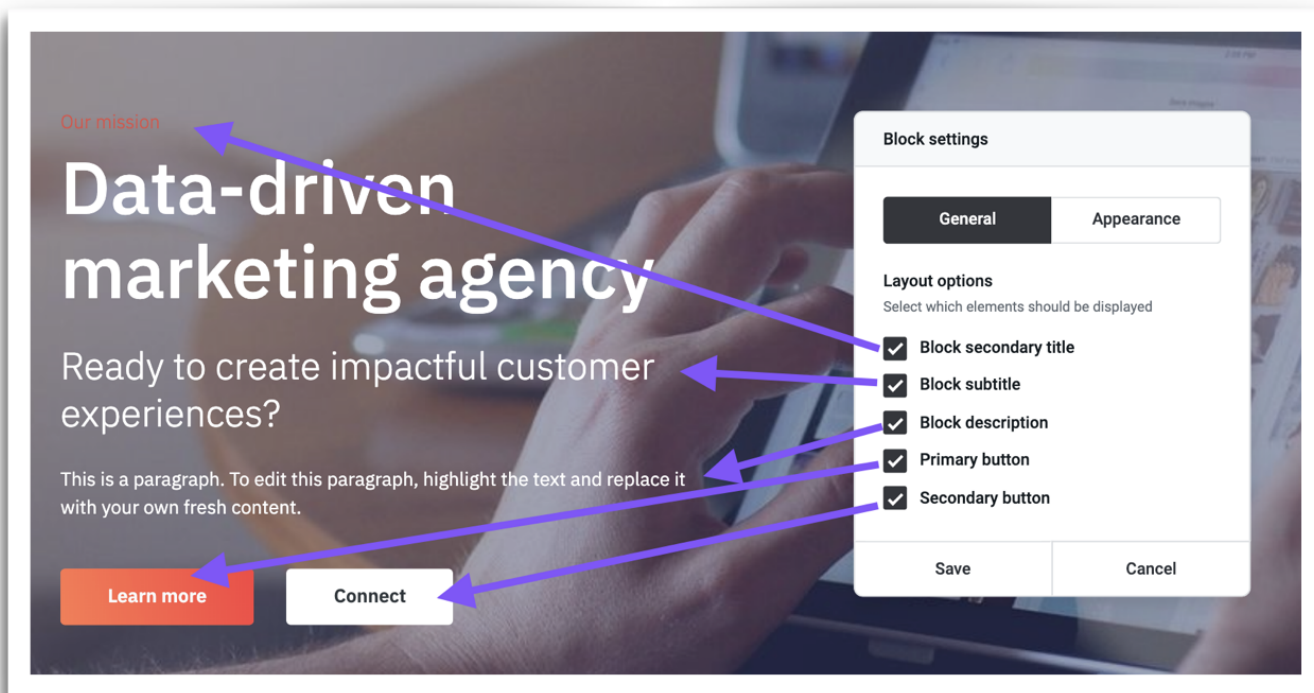 Our mission
Data-driven
marketing agency
Ready to create impactful customer
experiences?
This is a paragraph. To edit this paragraph, highlight the text and replace it
with your own fresh content.
Learn more
Connect
Block settings
General
Appearance
Layout options
Select which elements should be displayed
Block secondary title
Block subtitle
Block description
Primary button
Secondary button
Save
Cancel